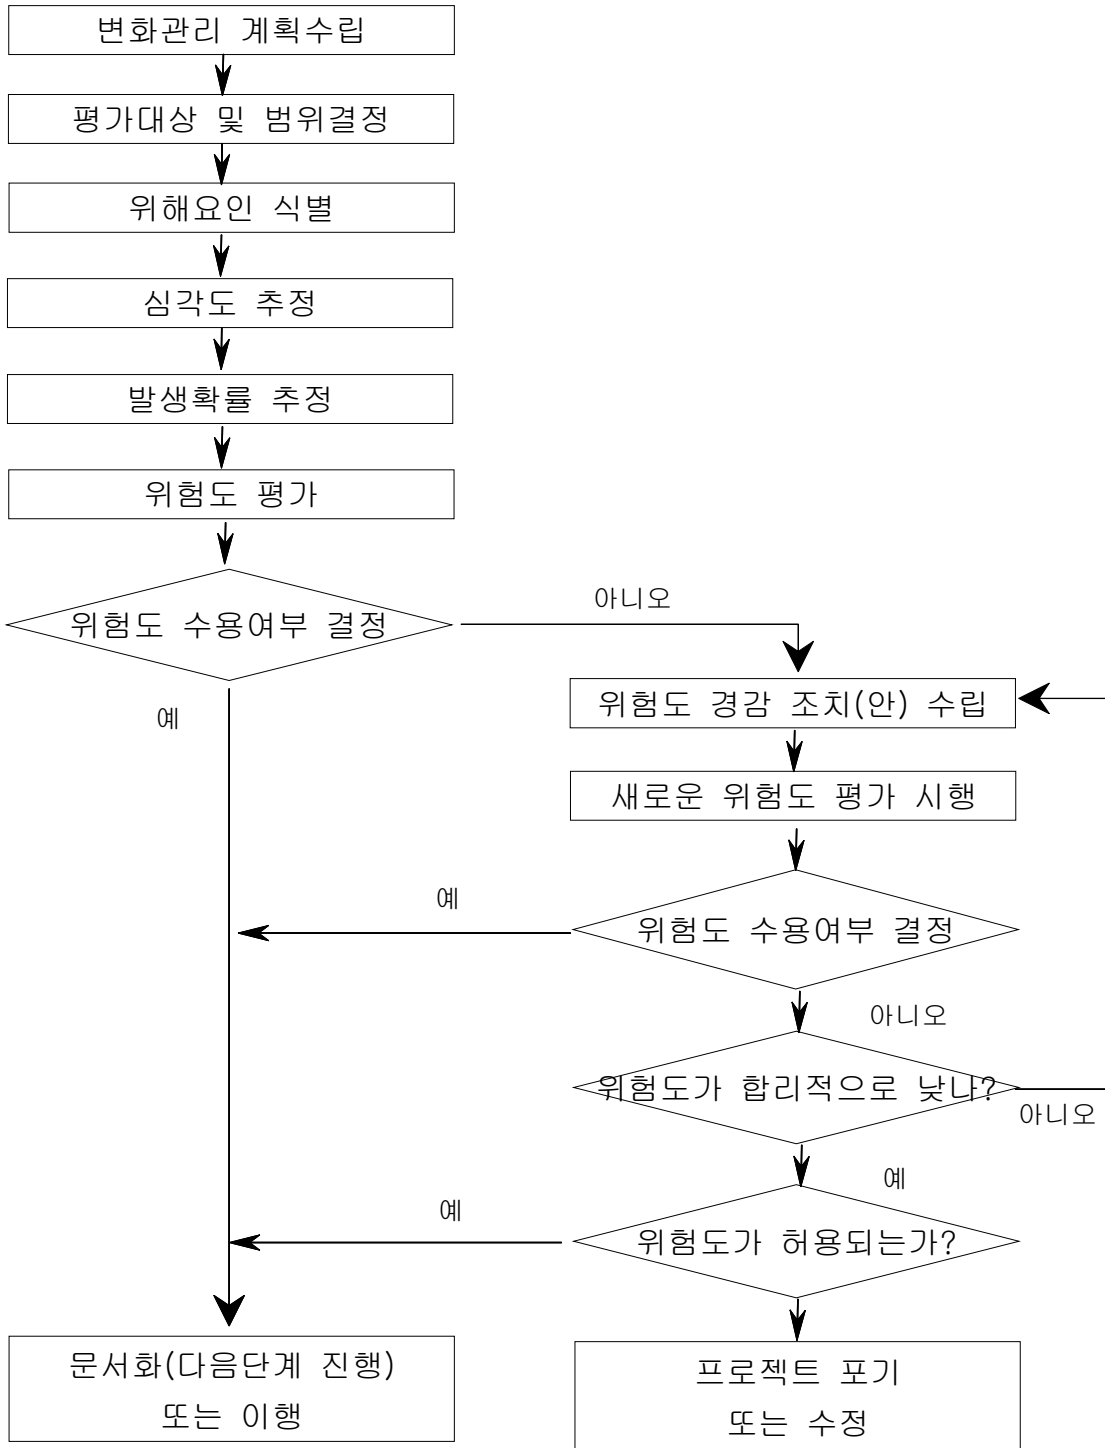 변화관리 계획수립
평가대상 및 범위결정
위해요인 식별
심각도 추정
발생확률 추정
위험도 평가
위험도 수용여부 결정
아니오
예
위험도 경감 조치(안) 수립
새로운 위험도 평가 시행
위험도 수용여부 결정
예
아니오
위험도가 합리적으로 낮나?
아니오
예
위험도가 허용되는가?
예
문서화(다음단계 진행)
또는 이행
프로젝트 포기
또는 수정